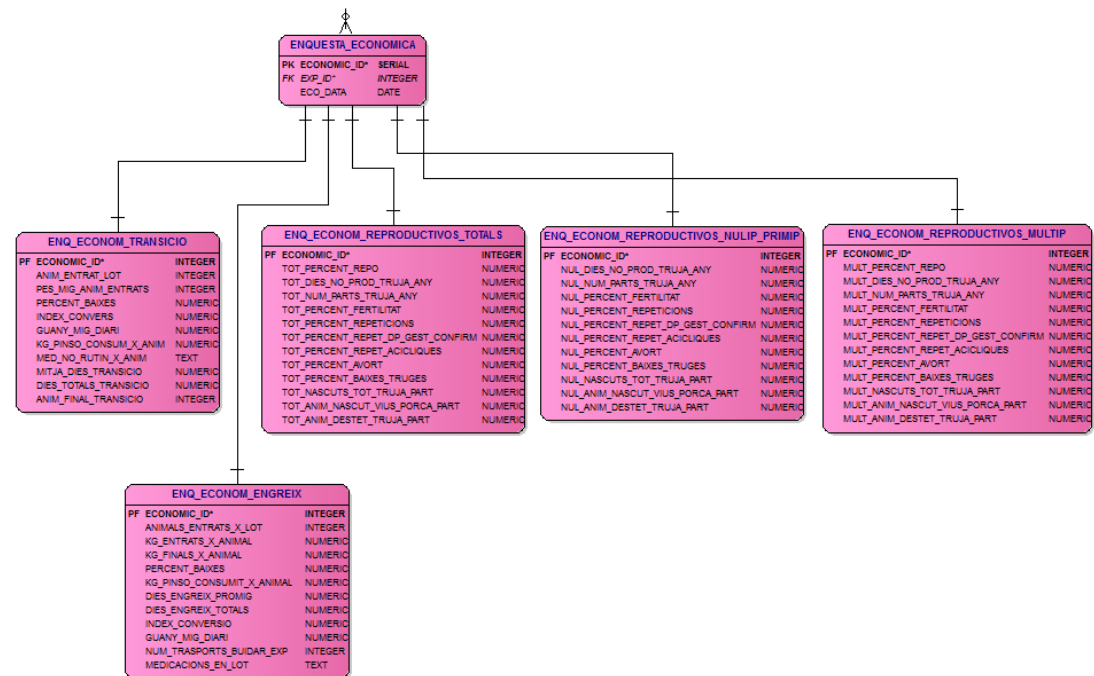 ENQUESTA_ECONOMICA
PK ECONOMIC_ID* SERIAL
FK EXP_ID* INTEGER
ECO_DATA DATE
ENQ_ECONOM_TRANSICIO
PF ECONOMIC_ID* INTEGER
ANIM_ENTRAT_LOT INTEGER
PES_MIG_ANIM_ENTRATS INTEGER
PERCENT_BAIXES NUMERIC
INDEX_CONVERS NUMERIC
GUANY_MIG_DIARI NUMERIC
KG_PINSO_CONSUM_X_ANIM NUMERIC
MED_NO_RUTIN_X_ANIM TEXT
MITJA_DIES_TRANSICIO NUMERIC
DIES_TOTALS_TRANSICIO NUMERIC
ANIM_FINAL_TRANSICIO INTEGER
ENQ_ECONOM_REPRODUCTIVOS_TOTALS
PF ECONOMIC_ID* INTEGER
TOT_PERCENT_REPO NUMERIC
TOT_DIES_NO_PROD_TRUJA_ANY NUMERIC
TOT_NUM_PARTS_TRUJA_ANY NUMERIC
TOT_PERCENT_FERTILITAT NUMERIC
TOT_PERCENT_REPETICIONS NUMERIC
TOT_PERCENT_REPET_DP_GEST_CONFIRM NUMERIC
TOT_PERCENT_REPET_ACICLIQUES NUMERIC
TOT_PERCENT_AVORT NUMERIC
TOT_PERCENT_BAIXES_TRUGES NUMERIC
TOT_NASCUTS_TOT_TRUJA_PART NUMERIC
TOT_ANIM_NASCUT_VIUS_PORCA_PART NUMERIC
TOT_ANIM_DESTET_TRUJA_PART NUMERIC
ENQ_ECONOM_REPRODUCTIVOS_NULIP_PRIMIP
PF ECONOMIC_ID* INTEGER
NUL_DIES_NO_PROD_TRUJA_ANY NUMERIC
NUL_NUM_PARTS_TRUJA_ANY NUMERIC
NUL_PERCENT_FERTILITAT NUMERIC
NUL_PERCENT_REPETICIONS NUMERIC
NUL_PERCENT_REPET_DP_GEST_CONFIRM NUMERIC
NUL_PERCENT_REPET_ACICLIQUES NUMERIC
NUL_PERCENT_AVORT NUMERIC
NUL_PERCENT_BAIXES_TRUGES NUMERIC
NUL_NASCUTS_TOT_TRUJA_PART NUMERIC
NUL_ANIM_NASCUT_VIUS_PORCA_PART NUMERIC
NUL_ANIM_DESTET_TRUJA_PART NUMERIC
ENQ_ECONOM_REPRODUCTIVOS_MULTIP
PF ECONOMIC_ID* INTEGER
MULT_PERCENT_REPO NUMERIC
MULT_DIES_NO_PROD_TRUJA_ANY NUMERIC
MULT_NUM_PARTS_TRUJA_ANY NUMERIC
MULT_PERCENT_FERTILITAT NUMERIC
MULT_PERCENT_REPETICIONS NUMERIC
MULT_PERCENT_REPET_DP_GEST_CONFIRM NUMERIC
MULT_PERCENT_REPET_ACICLIQUES NUMERIC
MULT_PERCENT_AVORT NUMERIC
MULT_PERCENT_BAIXES_TRUGES NUMERIC
MULT_NASCUTS_TOT_TRUJA_PART NUMERIC
MULT_ANIM_NASCUT_VIUS_PORCA_PART NUMERIC
MULT_ANIM_DESTET_TRUJA_PART NUMERIC
ENQ_ECONOM_ENGREIX
PF ECONOMIC_ID* INTEGER
ANIMALS_ENTRATS_X_LOT INTEGER
KG_ENTRATS_X_ANIMAL NUMERIC
KG_FINALS_X_ANIMAL NUMERIC
PERCENT_BAIXES NUMERIC
KG_PINSO_CONSUMIT_X_ANIMAL NUMERIC
DIES_ENGREIX_PROMIG NUMERIC
DIES_ENGREIX_TOTALS NUMERIC
INDEX_CONVERSIO NUMERIC
GUANY_MIG_DIARI NUMERIC
NUM_TRASPORTS_BUIDAR_EXP INTEGER
MEDICACIONS_EN_LOT TEXT